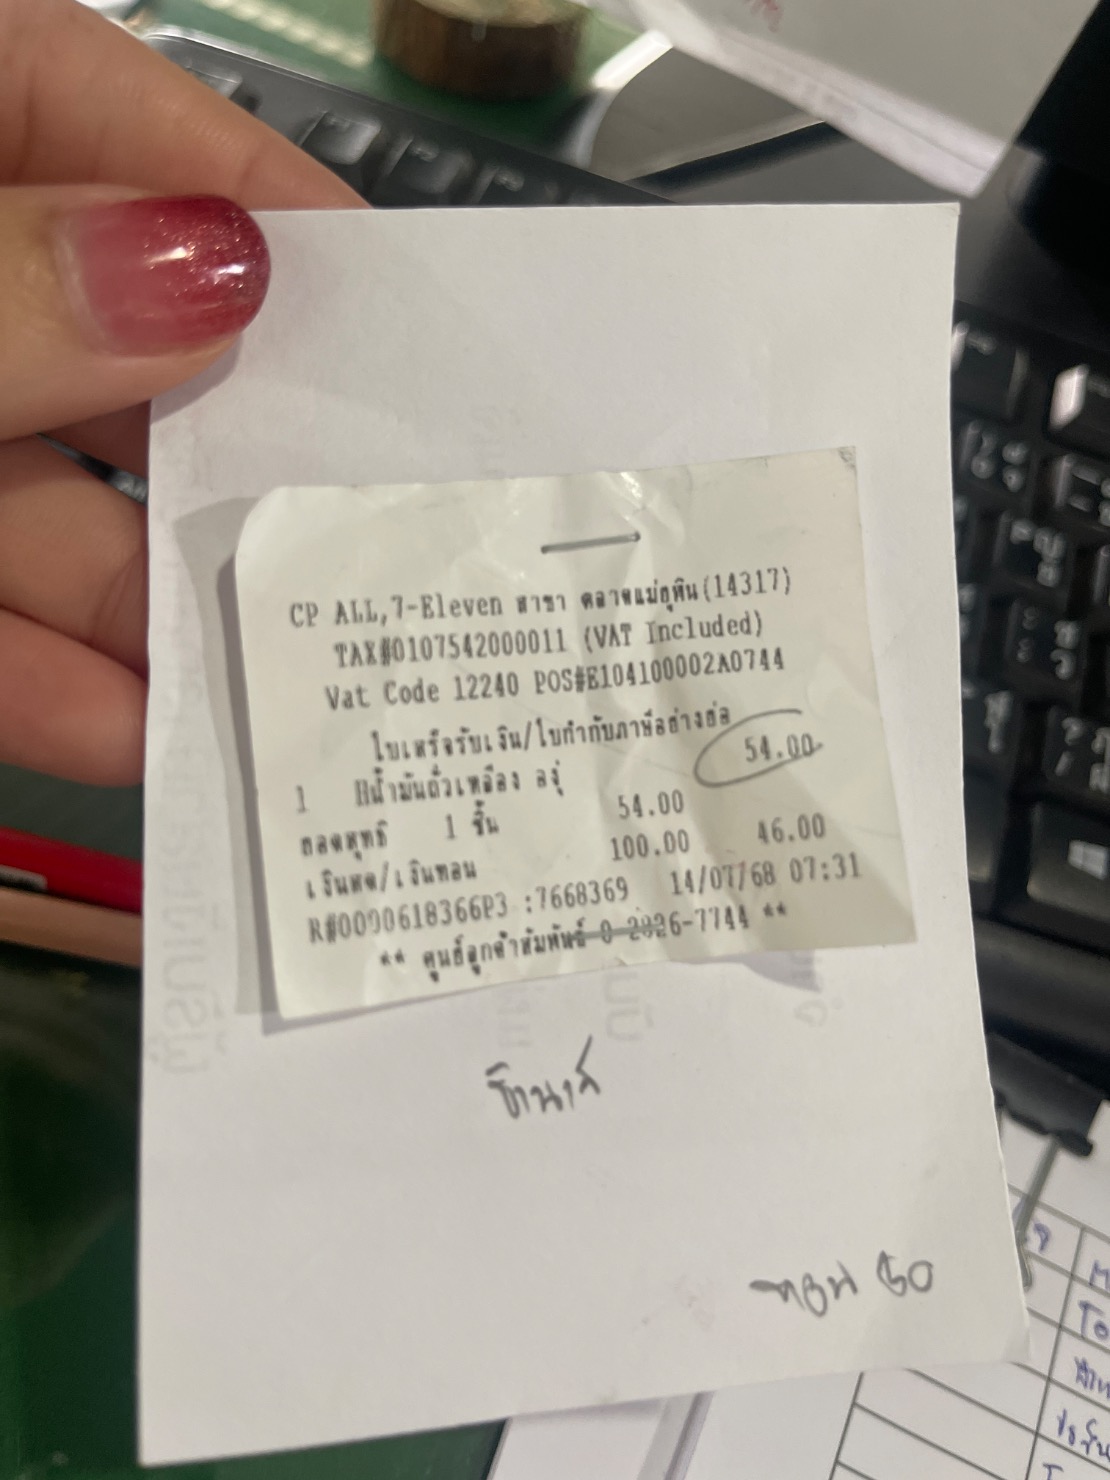 CP ALL,7-Eleven สาขา ตลาดแม่ฮุหิน(14317)
TAX#0107542000011 (VAT Included)
Vat Code 12240 POS#E104100002A0744
ใบเสร็จรับเงิน/ใบกำกับภาษีอย่างย่อ
1 Hน้ำมันถั่วเหลือง องุ่ 54.00
ยอดสุทธิ 1 ชิ้น 54.00
เงินสด/เงินทอน 100.00 46.00
R#0000618366P3 :7668369 14/07/68 07:31
** ศูนย์ลูกค้าสัมพันธ์ 0-2826-7744 **
ทอน